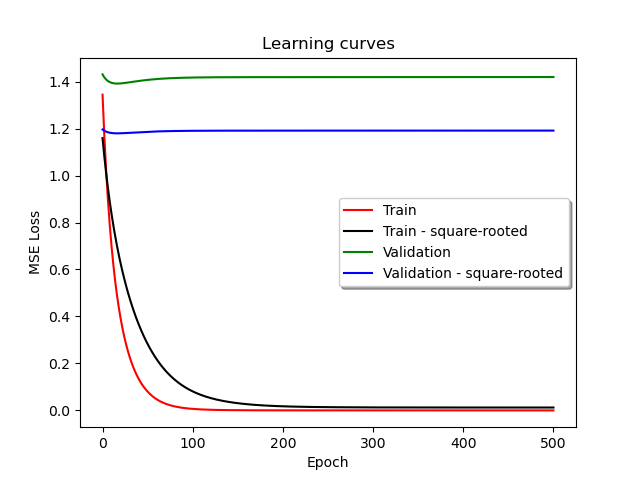 Learning curves
MSE Loss
1.4
1.2
1.0
0.8
0.6
0.4
0.2
0.0
Train
Train - square-rooted
Validation
Validation - square-rooted
0 100 200 300 400 500
Epoch